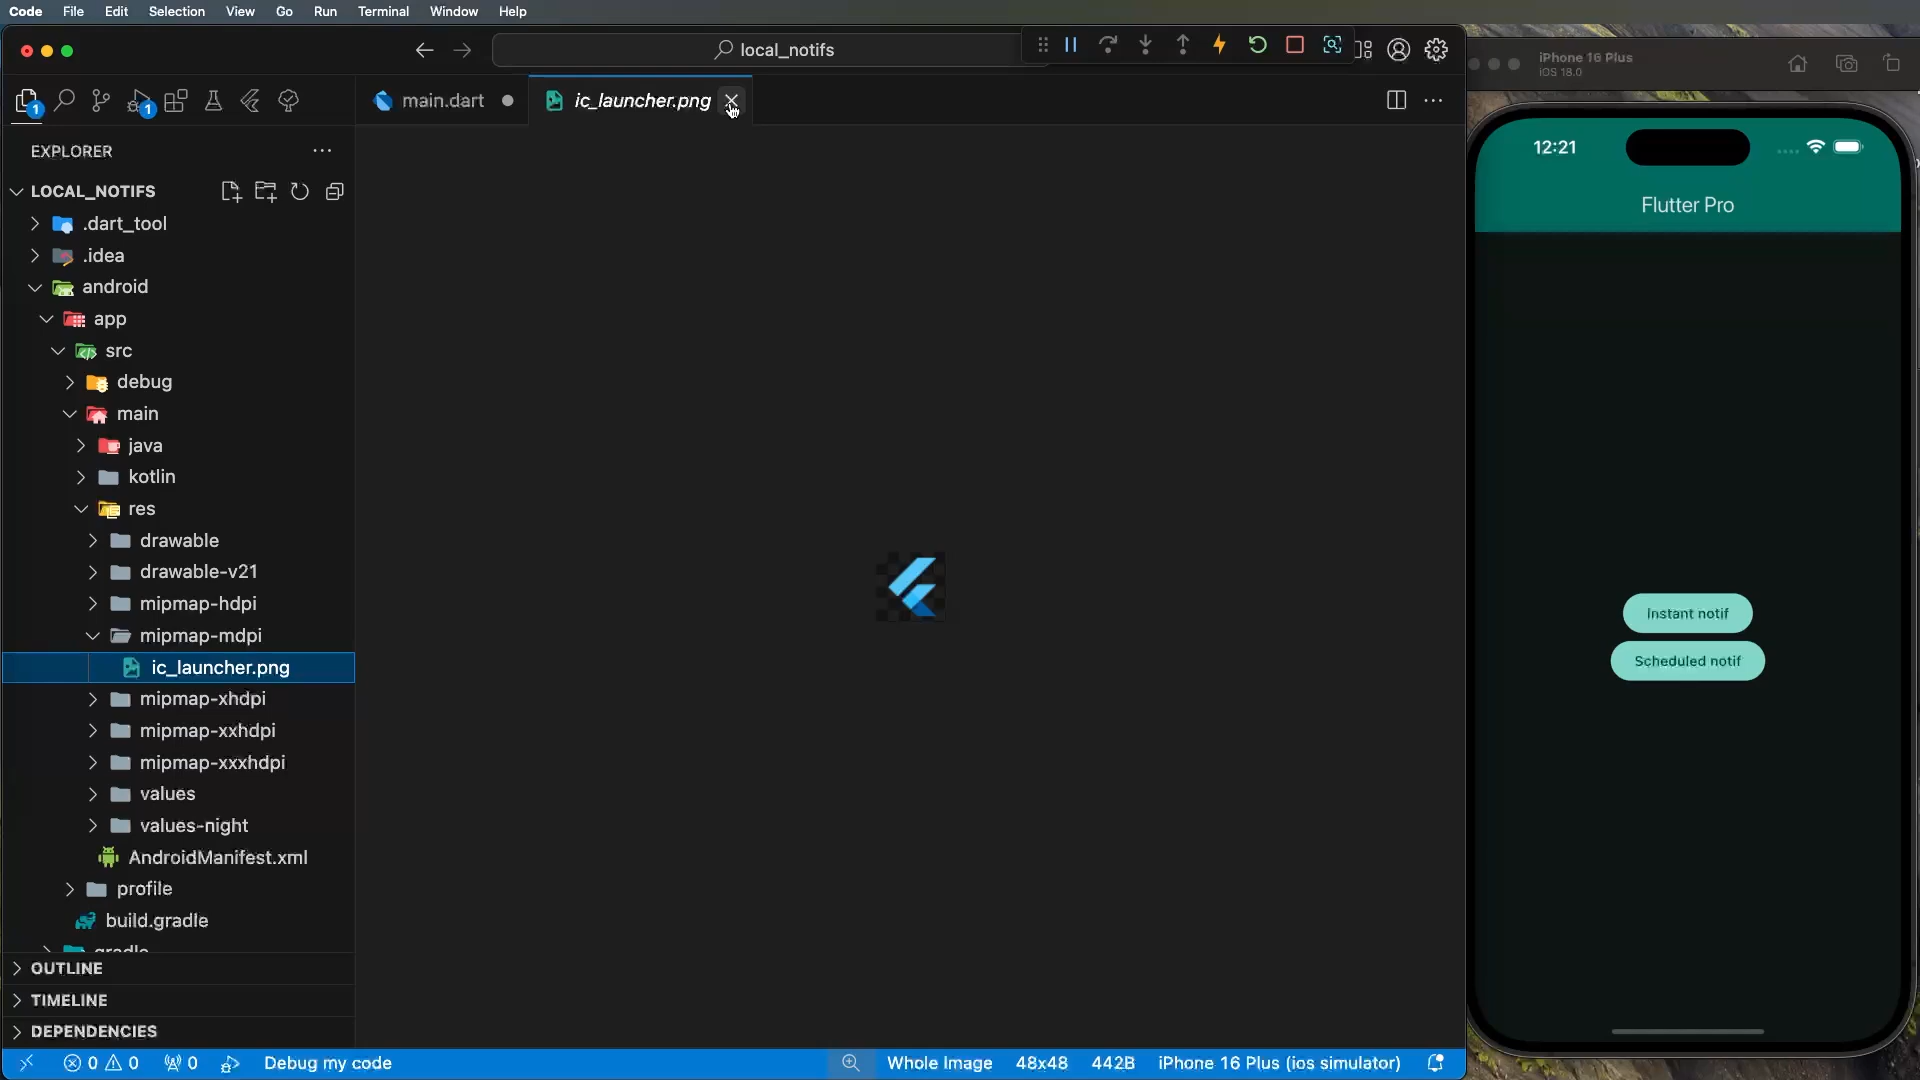 Code File Edit Selection View Go Run Terminal Window Help
local_notifs
iPhone 16 Plus
iOS 18.0
1
1
main.dart
ic_launcher.png
EXPLORER
LOCAL_NOTIFS
.dart_tool
.idea
android
app
src
debug
main
java
kotlin
res
drawable
drawable-v21
mipmap-hdpi
mipmap-mdpi
ic_launcher.png
mipmap-xhdpi
mipmap-xxhdpi
mipmap-xxxhdpi
values
values-night
AndroidManifest.xml
profile
build.gradle
gradle
OUTLINE
TIMELINE
DEPENDENCIES
0 0 0 Debug my code Whole Image 48x48 442B iPhone 16 Plus (ios simulator)
12:21
Flutter Pro
Instant notif
Scheduled notif